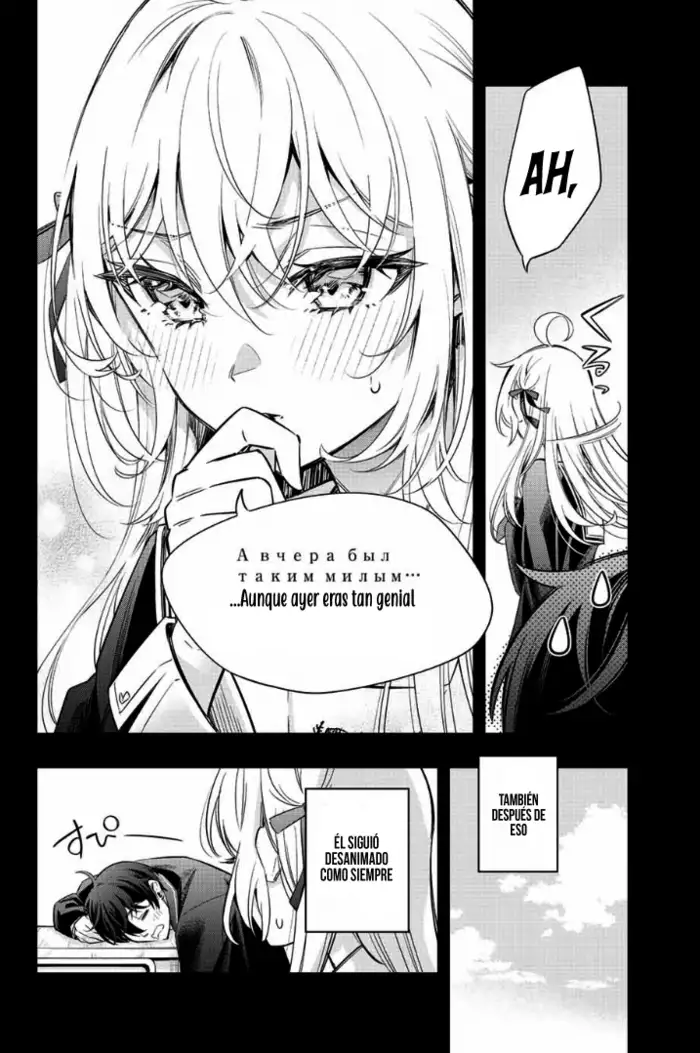 AH,
А вчера был
таким милым...
...Aunque ayer eras tan genial
TAMBIÉN
DESPUÉS DE
ESO
ÉL SIGUIÓ
DESANIMADO
COMO SIEMPRE
すぴー